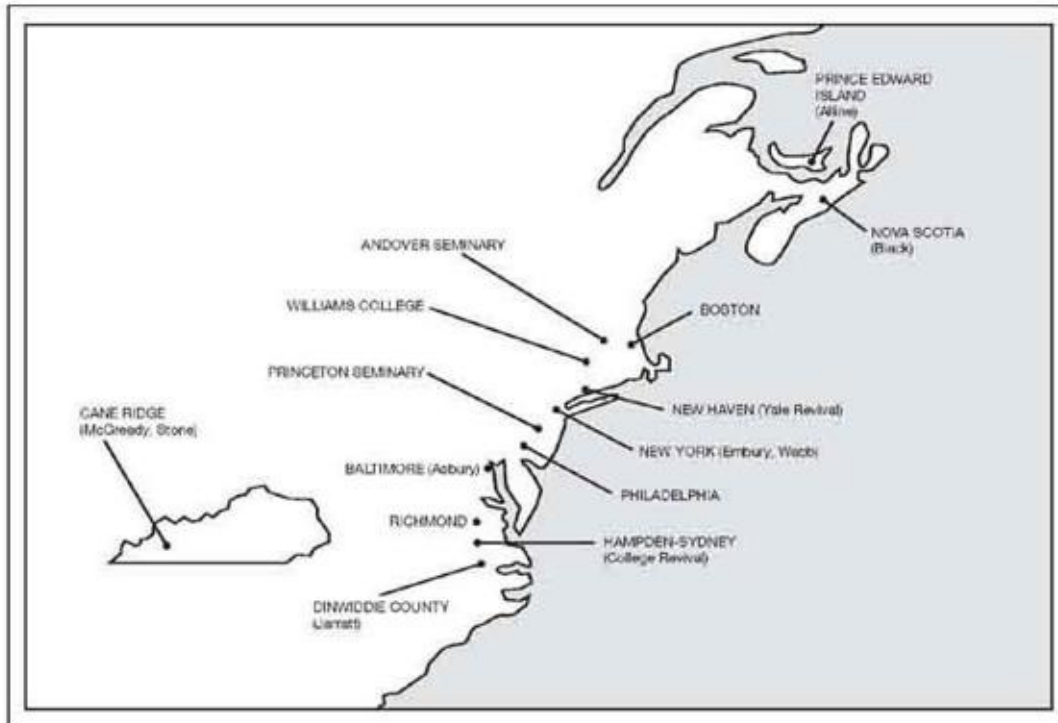 PRINCE EDWARD
ISLAND
(Alline)
NOVA SCOTIA
(Black)
ANDOVER SEMINARY
WILLIAMS COLLEGE
BOSTON
PRINCETON SEMINARY
CANE RIDGE
(McGready, Stone)
NEW HAVEN (Yale Revival)
NEW YORK (Embury, Webb)
BALTIMORE (Asbury)
PHILADELPHIA
RICHMOND
HAMPDEN-SYDNEY
(College Revival)
DINWIDDIE COUNTY
(Jarratt)